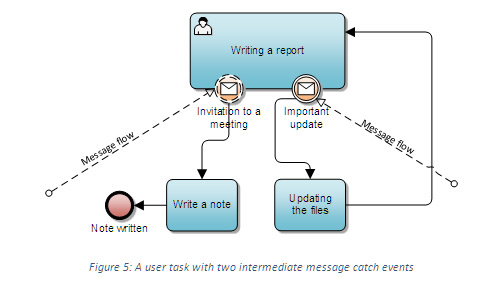 Writing a report
Invitation to a
meeting
Important
update
Message flow
Message flow
Write a note
Updating
the files
Note written
Figure 5: A user task with two intermediate message catch events